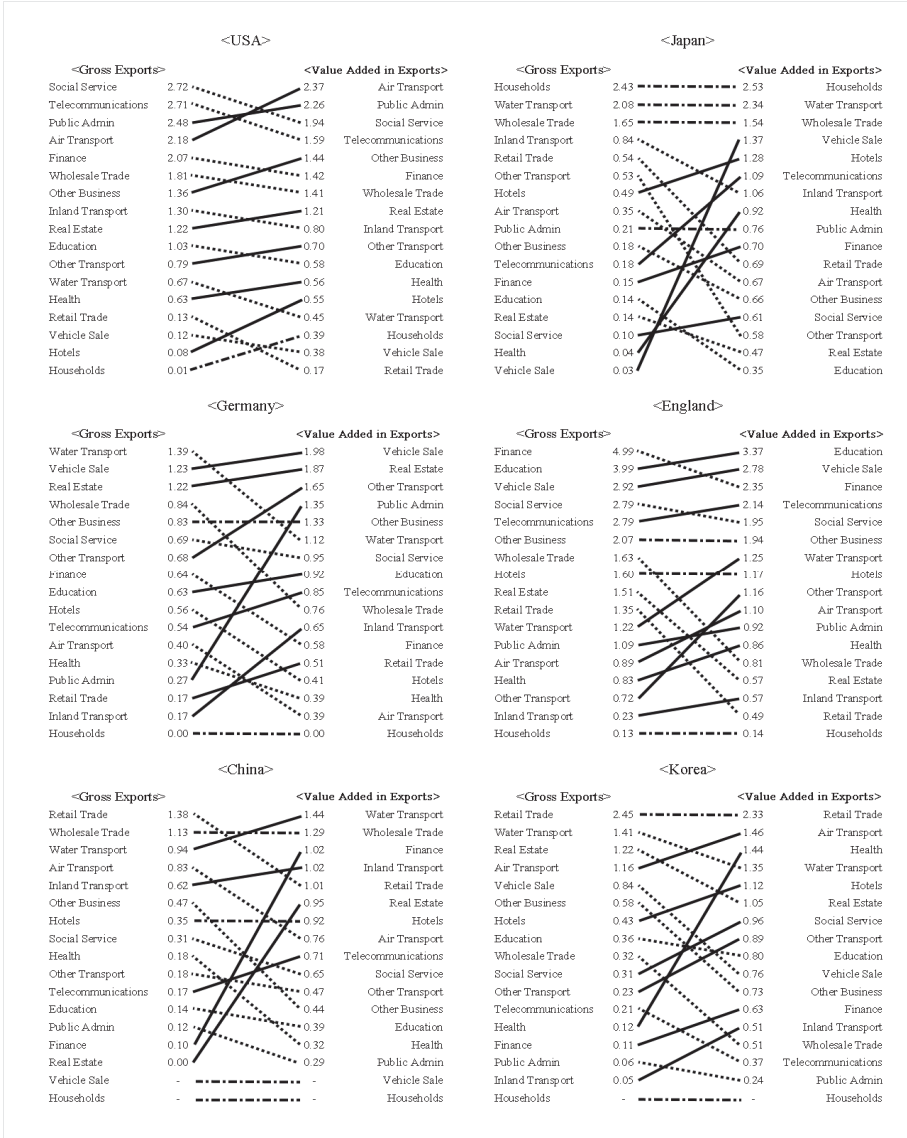 <USA>
<Gross Exports> <Value Added in Exports>
Social Service 2.72 2.37 Air Transport
Telecommunications 2.71 2.26 Public Admin
Public Admin 2.48 1.94 Social Service
Air Transport 2.18 1.59 Telecommunications
Finance 2.07 1.44 Other Business
Wholesale Trade 1.81 1.42 Finance
Other Business 1.36 1.41 Wholesale Trade
Inland Transport 1.30 1.21 Real Estate
Real Estate 1.22 0.80 Inland Transport
Education 1.03 0.70 Other Transport
Other Transport 0.79 0.58 Education
Water Transport 0.67 0.56 Health
Health 0.63 0.55 Hotels
Retail Trade 0.13 0.45 Water Transport
Vehicle Sale 0.12 0.39 Households
Hotels 0.08 0.38 Vehicle Sale
Households 0.01 0.17 Retail Trade
<Japan>
<Gross Exports> <Value Added in Exports>
Households 2.43 2.53 Households
Water Transport 2.08 2.34 Water Transport
Wholesale Trade 1.65 1.54 Wholesale Trade
Inland Transport 0.84 1.37 Vehicle Sale
Retail Trade 0.54 1.28 Hotels
Other Transport 0.53 1.09 Telecommunications
Hotels 0.49 1.06 Inland Transport
Air Transport 0.35 0.92 Health
Public Admin 0.21 0.76 Public Admin
Other Business 0.18 0.70 Finance
Telecommunications 0.18 0.69 Retail Trade
Finance 0.15 0.67 Air Transport
Education 0.14 0.66 Other Business
Real Estate 0.14 0.61 Social Service
Social Service 0.10 0.58 Other Transport
Health 0.04 0.47 Real Estate
Vehicle Sale 0.03 0.35 Education
<Germany>
<Gross Exports> <Value Added in Exports>
Water Transport 1.39 1.98 Vehicle Sale
Vehicle Sale 1.23 1.87 Real Estate
Real Estate 1.22 1.65 Other Transport
Wholesale Trade 0.84 1.35 Public Admin
Other Business 0.83 1.33 Other Business
Social Service 0.69 1.12 Water Transport
Other Transport 0.68 0.95 Social Service
Finance 0.64 0.92 Education
Education 0.63 0.85 Telecommunications
Hotels 0.56 0.76 Wholesale Trade
Telecommunications 0.54 0.65 Inland Transport
Air Transport 0.40 0.58 Finance
Health 0.33 0.51 Retail Trade
Public Admin 0.27 0.41 Hotels
Retail Trade 0.17 0.39 Health
Inland Transport 0.17 0.39 Air Transport
Households 0.00 0.00 Households
<England>
<Gross Exports> <Value Added in Exports>
Finance 4.99 3.37 Education
Education 3.99 2.78 Vehicle Sale
Vehicle Sale 2.92 2.35 Finance
Social Service 2.79 2.14 Telecommunications
Telecommunications 2.79 1.95 Social Service
Other Business 2.07 1.94 Other Business
Wholesale Trade 1.63 1.25 Water Transport
Hotels 1.60 1.17 Hotels
Real Estate 1.51 1.16 Other Transport
Retail Trade 1.35 1.10 Air Transport
Water Transport 1.22 0.92 Public Admin
Public Admin 1.09 0.86 Health
Air Transport 0.89 0.81 Wholesale Trade
Health 0.83 0.57 Real Estate
Other Transport 0.72 0.57 Inland Transport
Inland Transport 0.23 0.49 Retail Trade
Households 0.13 0.14 Households
<China>
<Gross Exports> <Value Added in Exports>
Retail Trade 1.38 1.44 Water Transport
Wholesale Trade 1.13 1.29 Wholesale Trade
Water Transport 0.94 1.02 Finance
Air Transport 0.83 1.02 Inland Transport
Inland Transport 0.62 1.01 Retail Trade
Other Business 0.47 0.95 Real Estate
Hotels 0.35 0.92 Hotels
Social Service 0.31 0.76 Air Transport
Health 0.18 0.71 Telecommunications
Other Transport 0.18 0.65 Social Service
Telecommunications 0.17 0.47 Other Transport
Education 0.14 0.44 Other Business
Public Admin 0.12 0.39 Education
Finance 0.10 0.32 Health
Real Estate 0.00 0.29 Public Admin
Vehicle Sale - - Vehicle Sale
Households - - Households
<Korea>
<Gross Exports> <Value Added in Exports>
Retail Trade 2.45 2.33 Retail Trade
Water Transport 1.41 1.46 Air Transport
Real Estate 1.22 1.44 Health
Air Transport 1.16 1.35 Water Transport
Vehicle Sale 0.84 1.12 Hotels
Other Business 0.58 1.05 Real Estate
Hotels 0.43 0.96 Social Service
Education 0.36 0.89 Other Transport
Wholesale Trade 0.32 0.80 Education
Social Service 0.31 0.76 Vehicle Sale
Other Transport 0.23 0.73 Other Business
Telecommunications 0.21 0.63 Finance
Health 0.12 0.51 Inland Transport
Finance 0.11 0.51 Wholesale Trade
Public Admin 0.06 0.37 Telecommunications
Inland Transport 0.05 0.24 Public Admin
Households - - Households